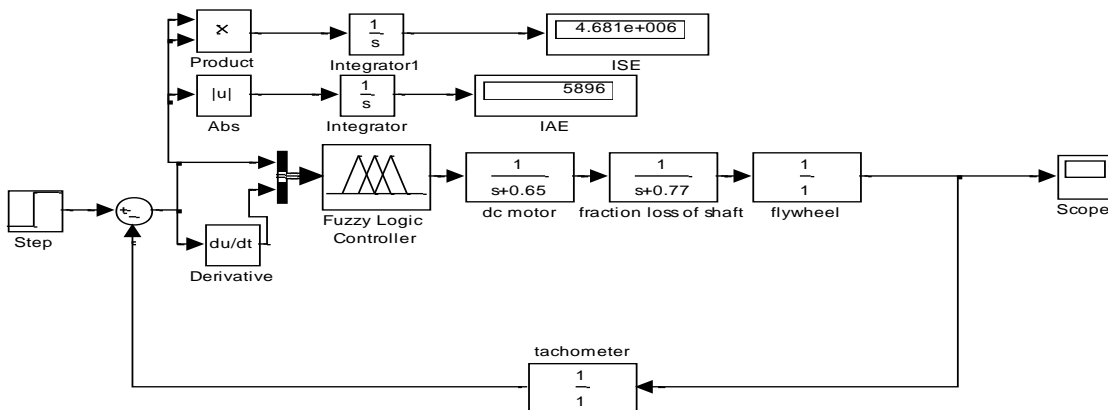 ×
Product
1
s
Integrator1
4.681e+006
ISE
|u|
Abs
1
s
Integrator
5896
IAE
Step
+
-
du/dt
Derivative
Fuzzy Logic
Controller
1
s+0.65
dc motor
1
s+0.77
fraction loss of shaft
1
1
flywheel
Scope
tachometer
1
1